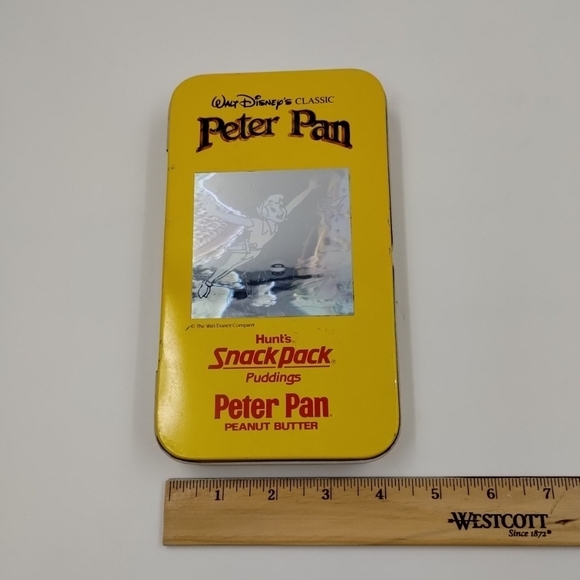 Walt Disney's CLASSIC
Peter Pan
© The Walt Disney Company
Hunt's
Snack Pack
Puddings
Peter Pan
PEANUT BUTTER
1 2 3 4 5 6 7
WESTCOTT
Since 1872®